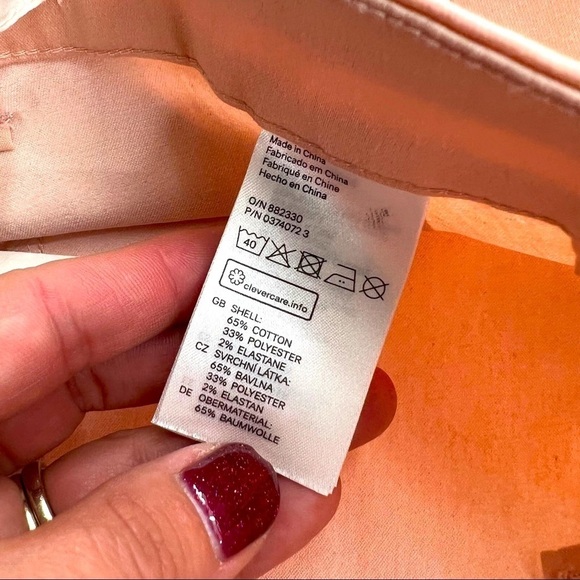 Made in China
Fabricado em China
Fabriqué en Chine
Hecho en China
O/N 882330
P/N 0374072 3
40
clevercare.info
GB SHELL:
65% COTTON
33% POLYESTER
2% ELASTANE
CZ SVRCHNÍ LÁTKA:
65% BAVLNA
33% POLYESTER
2% ELASTAN
DE OBERMATERIAL:
65% BAUMWOLLE